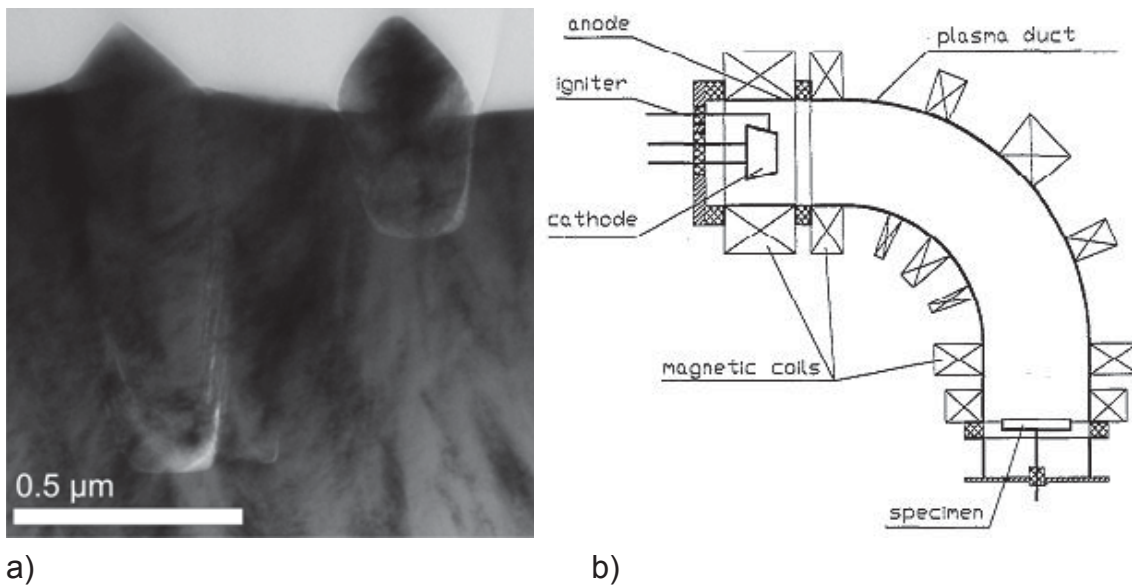 0.5 µm
a)
anode
igniter
cathode
plasma duct
magnetic coils
specimen
b)